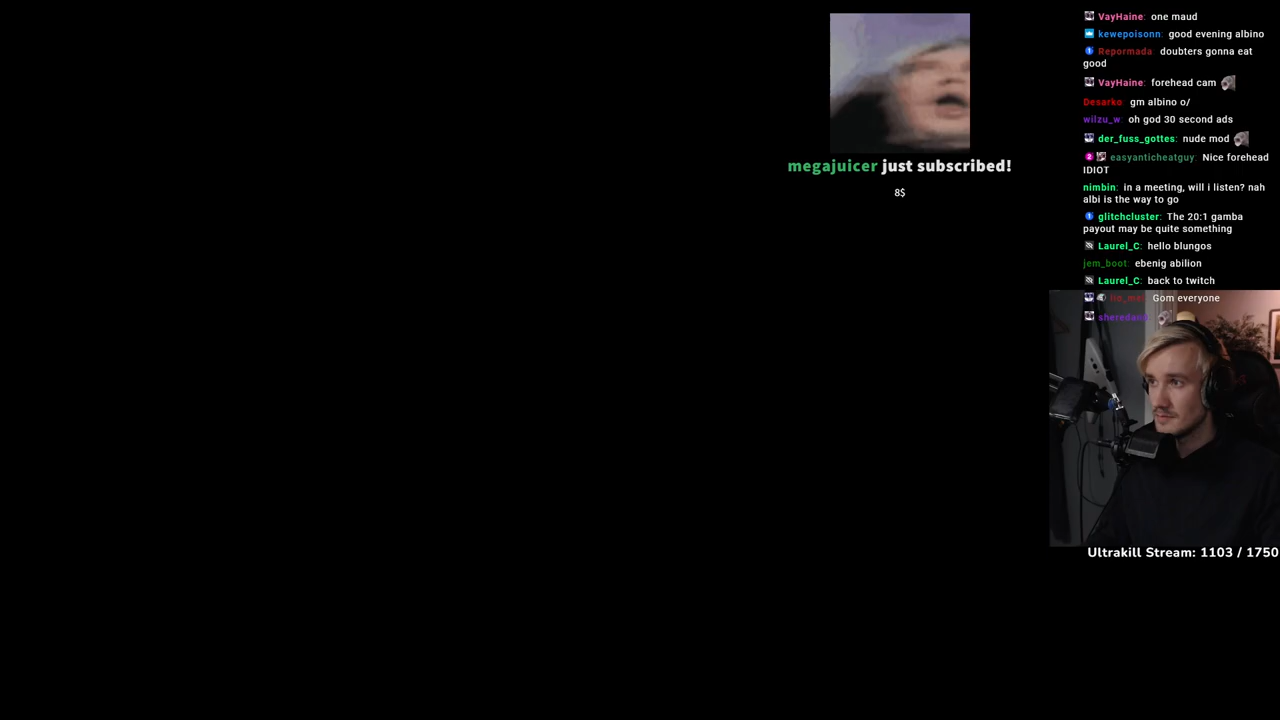 megajuicer just subscribed!
8$
VayHaine: one maud
kewepoisonn: good evening albino
Repormada: doubters gonna eat
good
VayHaine: forehead cam
Desarko: gm albino o/
wilzu_w: oh god 30 second ads
der_fuss_gottes: nude mod
easyanticheatguy: Nice forehead
IDIOT
nimbin: in a meeting, will i listen? nah
albi is the way to go
glitchcluster: The 20:1 gamba
payout may be quite something
Laurel_C: hello blungos
jem_boot: ebenig abilion
Laurel_C: back to twitch
Gom everyone
Ultrakill Stream: 1103 / 1750